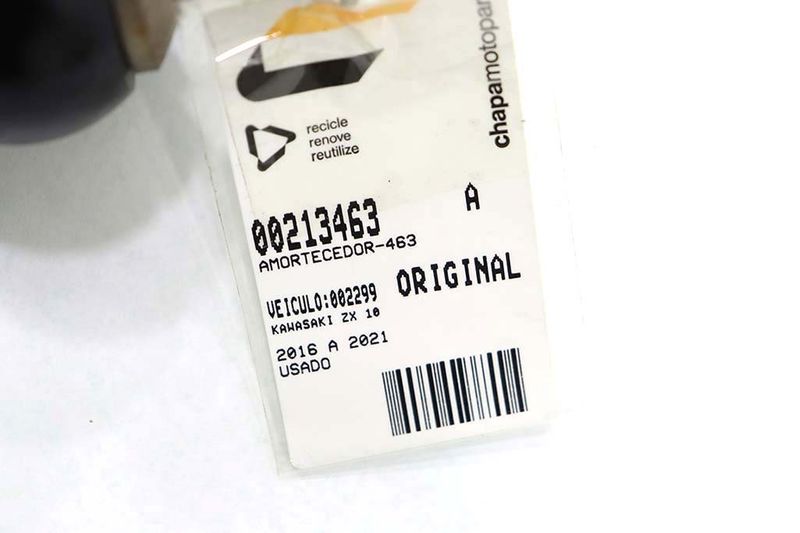 chapamotopar
recicle
renove
reutilize
A
00213463
AMORTECEDOR-463
ORIGINAL
VEICULO:002299
KAWASAKI ZX 10
2016 A 2021
USADO